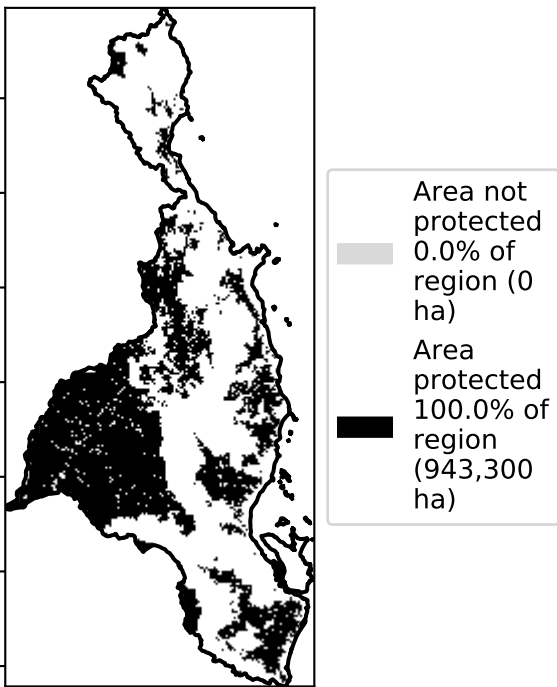 Area not
protected
0.0% of
region (0
ha)
Area
protected
100.0% of
region
(943,300
ha)